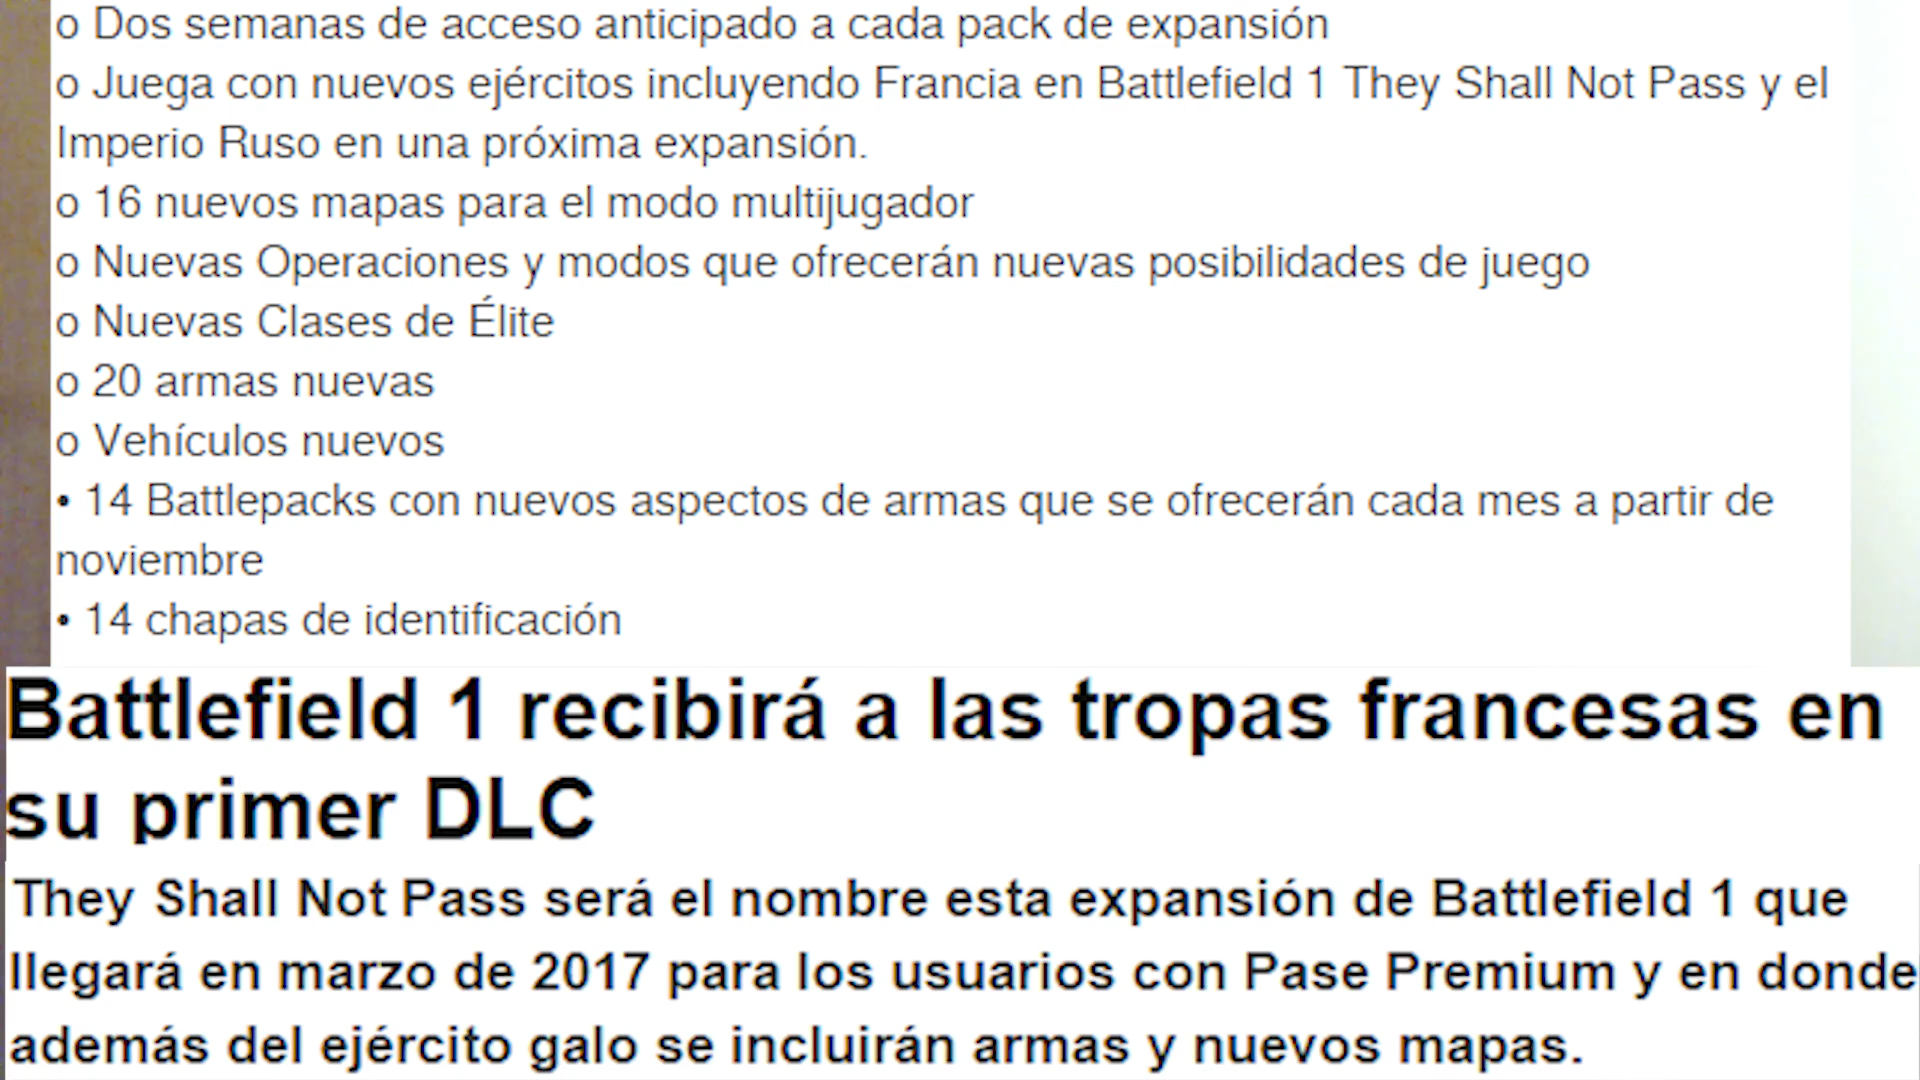 o Dos semanas de acceso anticipado a cada pack de expansión
o Juega con nuevos ejércitos incluyendo Francia en Battlefield 1 They Shall Not Pass y el
Imperio Ruso en una próxima expansión.
o 16 nuevos mapas para el modo multijugador
o Nuevas Operaciones y modos que ofrecerán nuevas posibilidades de juego
o Nuevas Clases de Élite
o 20 armas nuevas
o Vehículos nuevos
• 14 Battlepacks con nuevos aspectos de armas que se ofrecerán cada mes a partir de
noviembre
• 14 chapas de identificación
Battlefield 1 recibirá a las tropas francesas en
su primer DLC
They Shall Not Pass será el nombre esta expansión de Battlefield 1 que
llegará en marzo de 2017 para los usuarios con Pase Premium y en donde
además del ejército galo se incluirán armas y nuevos mapas.